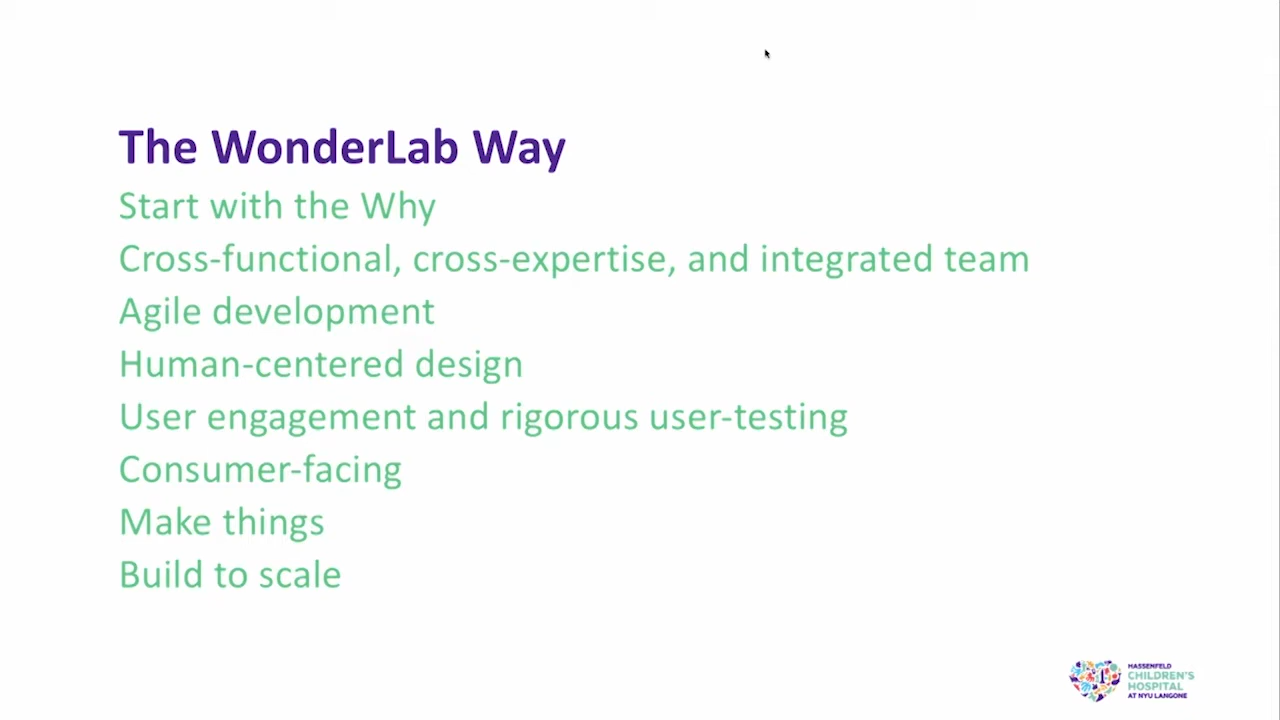 The WonderLab Way
Start with the Why
Cross-functional, cross-expertise, and integrated team
Agile development
Human-centered design
User engagement and rigorous user-testing
Consumer-facing
Make things
Build to scale
HASSENFELD
CHILDREN'S
HOSPITAL
AT NYU LANGONE